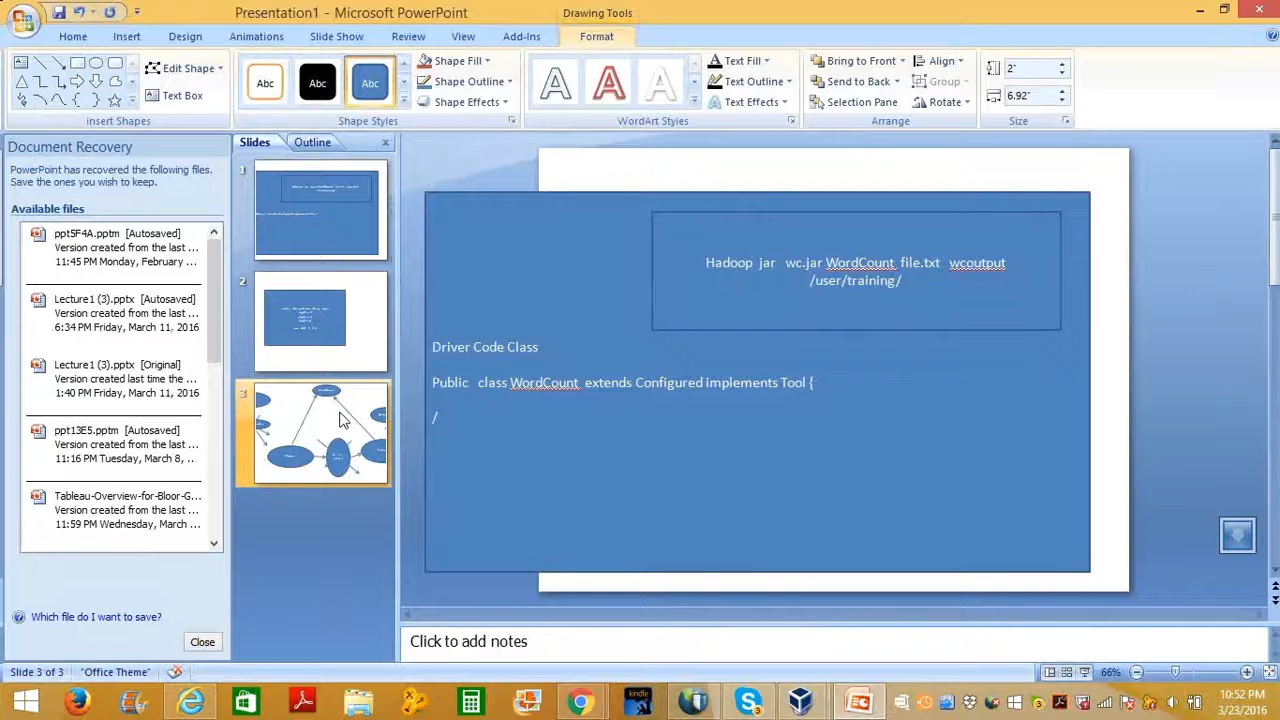 Presentation1 - Microsoft PowerPoint
Drawing Tools
Home
Insert
Design
Animations
Slide Show
Review
View
Add-Ins
Format
Edit Shape
Text Box
Insert Shapes
Abc
Abc
Abc
Shape Fill
Shape Outline
Shape Effects
Shape Styles
A
A
A
Text Fill
Text Outline
Text Effects
WordArt Styles
Bring to Front
Send to Back
Selection Pane
Align
Group
Rotate
Arrange
2"
6.92"
Size
Document Recovery
PowerPoint has recovered the following files.
Save the ones you wish to keep.
Available files
ppt5F4A.pptm [Autosaved]
Version created from the last ...
11:45 PM Monday, February ...
Lecture1 (3).pptx [Autosaved]
Version created from the last ...
6:34 PM Friday, March 11, 2016
Lecture1 (3).pptx [Original]
Version created last time the ...
1:40 PM Friday, March 11, 2016
ppt13E5.pptm [Autosaved]
Version created from the last ...
11:16 PM Tuesday, March 8, ...
Tableau-Overview-for-Bloor-G...
Version created from the last ...
11:59 PM Wednesday, March ...
Which file do I want to save?
Close
Slides
Outline
1
2
3
Hadoop jar wc.jar WordCount file.txt wcoutput
/user/training/
Driver Code Class
Public class WordCount extends Configured implements Tool {
/
Click to add notes
Slide 3 of 3
"Office Theme"
66%
kindle
10:52 PM
3/23/2016